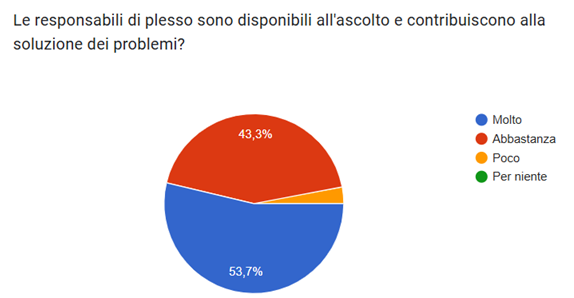 Le responsabili di plesso sono disponibili all'ascolto e contribuiscono alla
soluzione dei problemi?
43,3%
53,7%
Molto
Abbastanza
Poco
Per niente